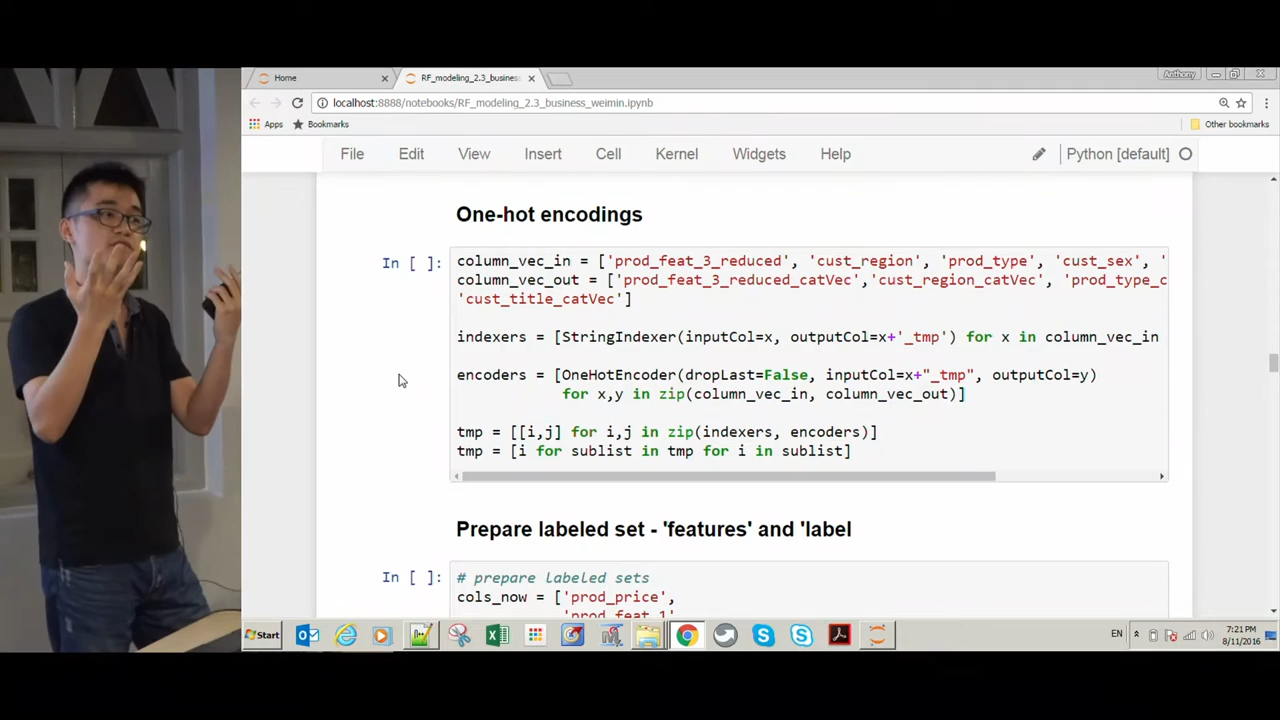 Home
RF_modeling_2.3_business_
Anthony
localhost:8888/notebooks/RF_modeling_2.3_business_weimin.ipynb
Apps
Bookmarks
Other bookmarks
File
Edit
View
Insert
Cell
Kernel
Widgets
Help
Python [default]
One-hot encodings
In [ ]:
column_vec_in = ['prod_feat_3_reduced', 'cust_region', 'prod_type', 'cust_sex', '
column_vec_out = ['prod_feat_3_reduced_catVec','cust_region_catVec', 'prod_type_c
'cust_title_catVec']
indexers = [StringIndexer(inputCol=x, outputCol=x+'_tmp') for x in column_vec_in
encoders = [OneHotEncoder(dropLast=False, inputCol=x+"_tmp", outputCol=y)
for x,y in zip(column_vec_in, column_vec_out)]
tmp = [[i,j] for i,j in zip(indexers, encoders)]
tmp = [i for sublist in tmp for i in sublist]
Prepare labeled set - 'features' and 'label
In [ ]:
# prepare labeled sets
cols_now = ['prod_price',
'prod_feat_1',
Start
EN
7:21 PM
8/11/2016